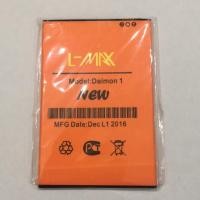 L-MAX
Model:Daimon 1
New
MFG Date:Dec L1 2016